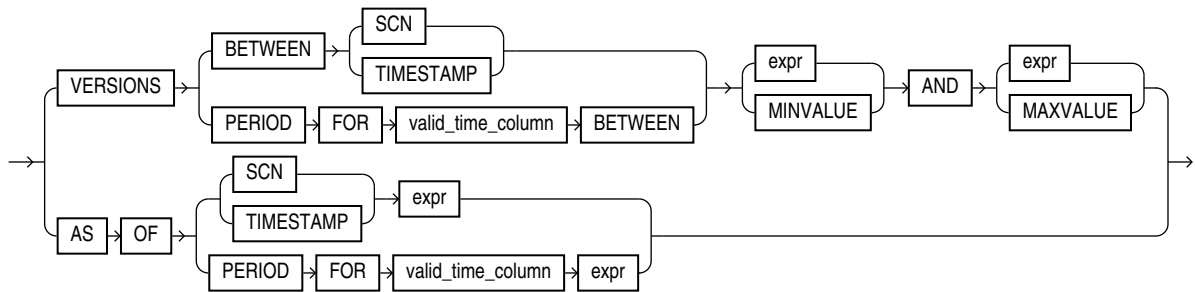 SCN
BETWEEN
TIMESTAMP
VERSIONS
PERIOD FOR valid_time_column BETWEEN
expr
MINVALUE
AND
expr
MAXVALUE
SCN
TIMESTAMP
expr
AS OF
PERIOD FOR valid_time_column expr